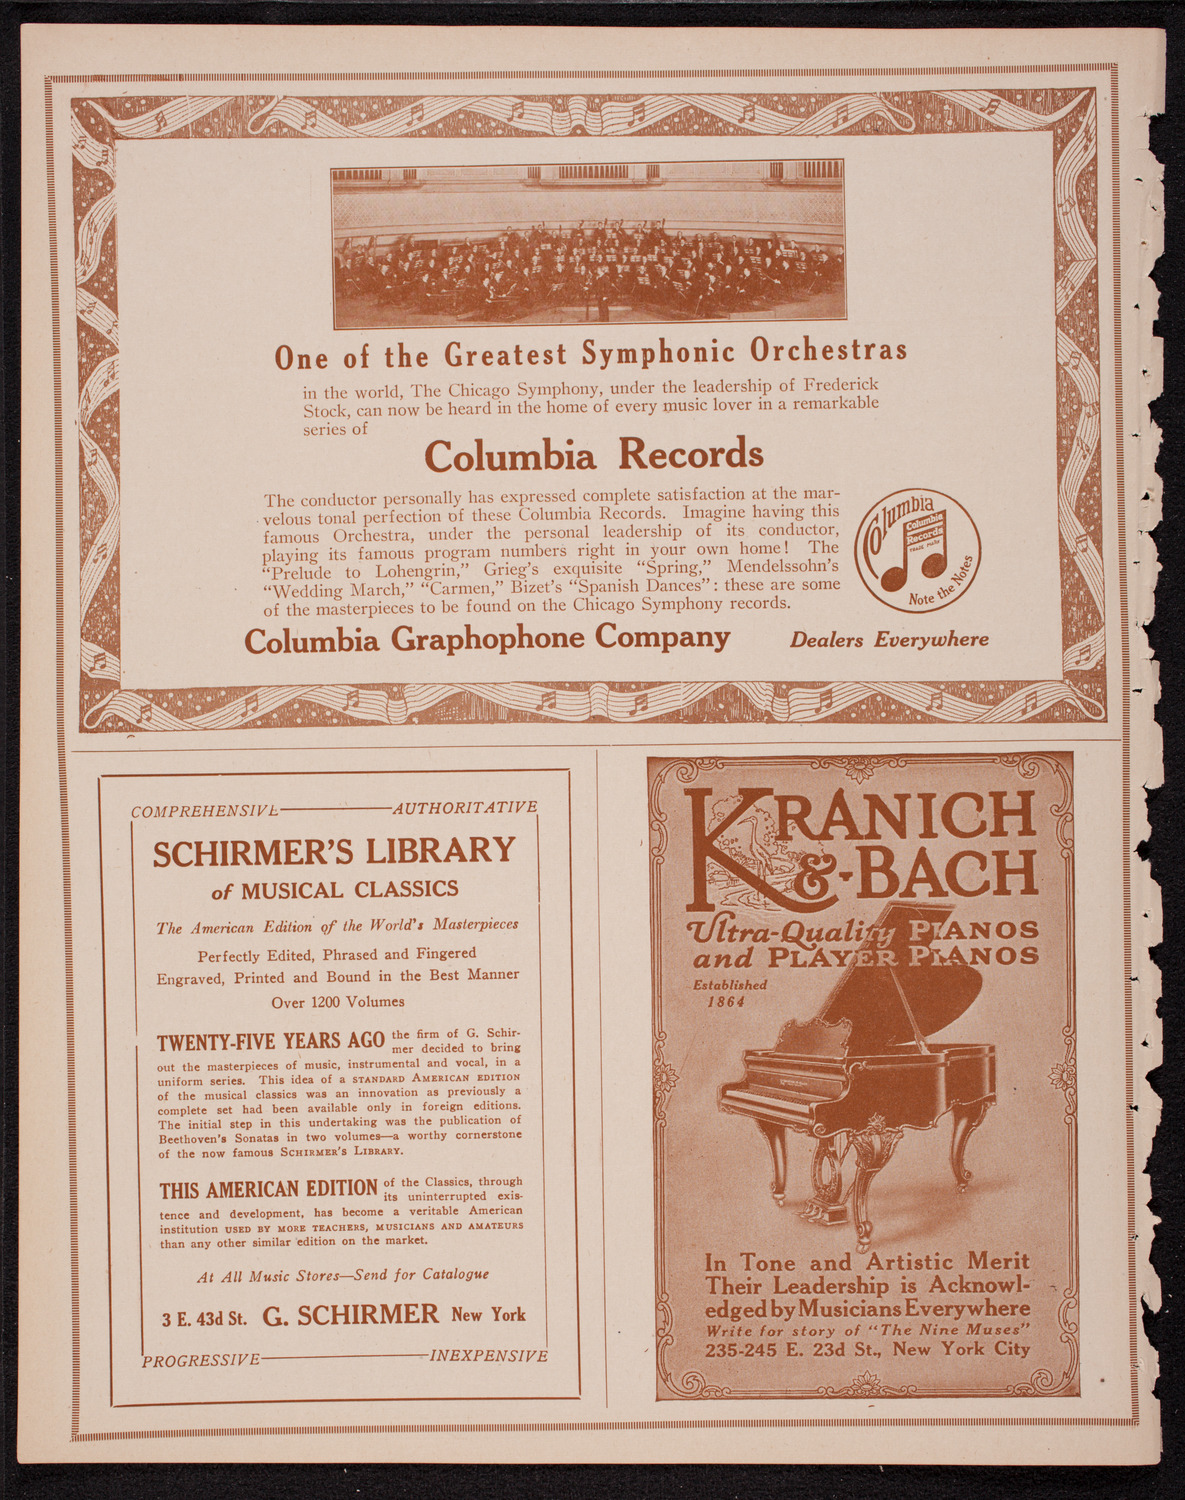 One of the Greatest Symphonic Orchestras
in the world, The Chicago Symphony, under the leadership of Frederick
Stock, can now be heard in the home of every music lover in a remarkable
series of
Columbia Records
The conductor personally has expressed complete satisfaction at the mar-
velous tonal perfection of these Columbia Records. Imagine having this
famous Orchestra, under the personal leadership of its conductor,
playing its famous program numbers right in your own home! The
“Prelude to Lohengrin,” Grieg’s exquisite “Spring,” Mendelssohn’s
“Wedding March,” “Carmen,” Bizet’s “Spanish Dances”: these are some
of the masterpieces to be found on the Chicago Symphony records.
Columbia
Columbia
Records
TRADE MARK
Note the Notes
Columbia Graphophone Company Dealers Everywhere
COMPREHENSIVE—AUTHORITATIVE
SCHIRMER’S LIBRARY
of MUSICAL CLASSICS
The American Edition of the World’s Masterpieces
Perfectly Edited, Phrased and Fingered
Engraved, Printed and Bound in the Best Manner
Over 1200 Volumes
TWENTY-FIVE YEARS AGO the firm of G. Schir-
mer decided to bring
out the masterpieces of music, instrumental and vocal, in a
uniform series. This idea of a STANDARD AMERICAN EDITION
of the musical classics was an innovation as previously a
complete set had been available only in foreign editions.
The initial step in this undertaking was the publication of
Beethoven’s Sonatas in two volumes—a worthy cornerstone
of the now famous SCHIRMER’S LIBRARY.
THIS AMERICAN EDITION of the Classics, through
its uninterrupted exis-
tence and development, has become a veritable American
institution USED BY MORE TEACHERS, MUSICIANS AND AMATEURS
than any other similar edition on the market.
At All Music Stores—Send for Catalogue
3 E. 43d St. G. SCHIRMER New York
PROGRESSIVE—INEXPENSIVE
KRANICH
&-BACH
Ultra-Quality PIANOS
and PLAYER PIANOS
Established
1864
In Tone and Artistic Merit
Their Leadership is Acknowl-
edged by Musicians Everywhere
Write for story of “The Nine Muses”
235-245 E. 23d St., New York City